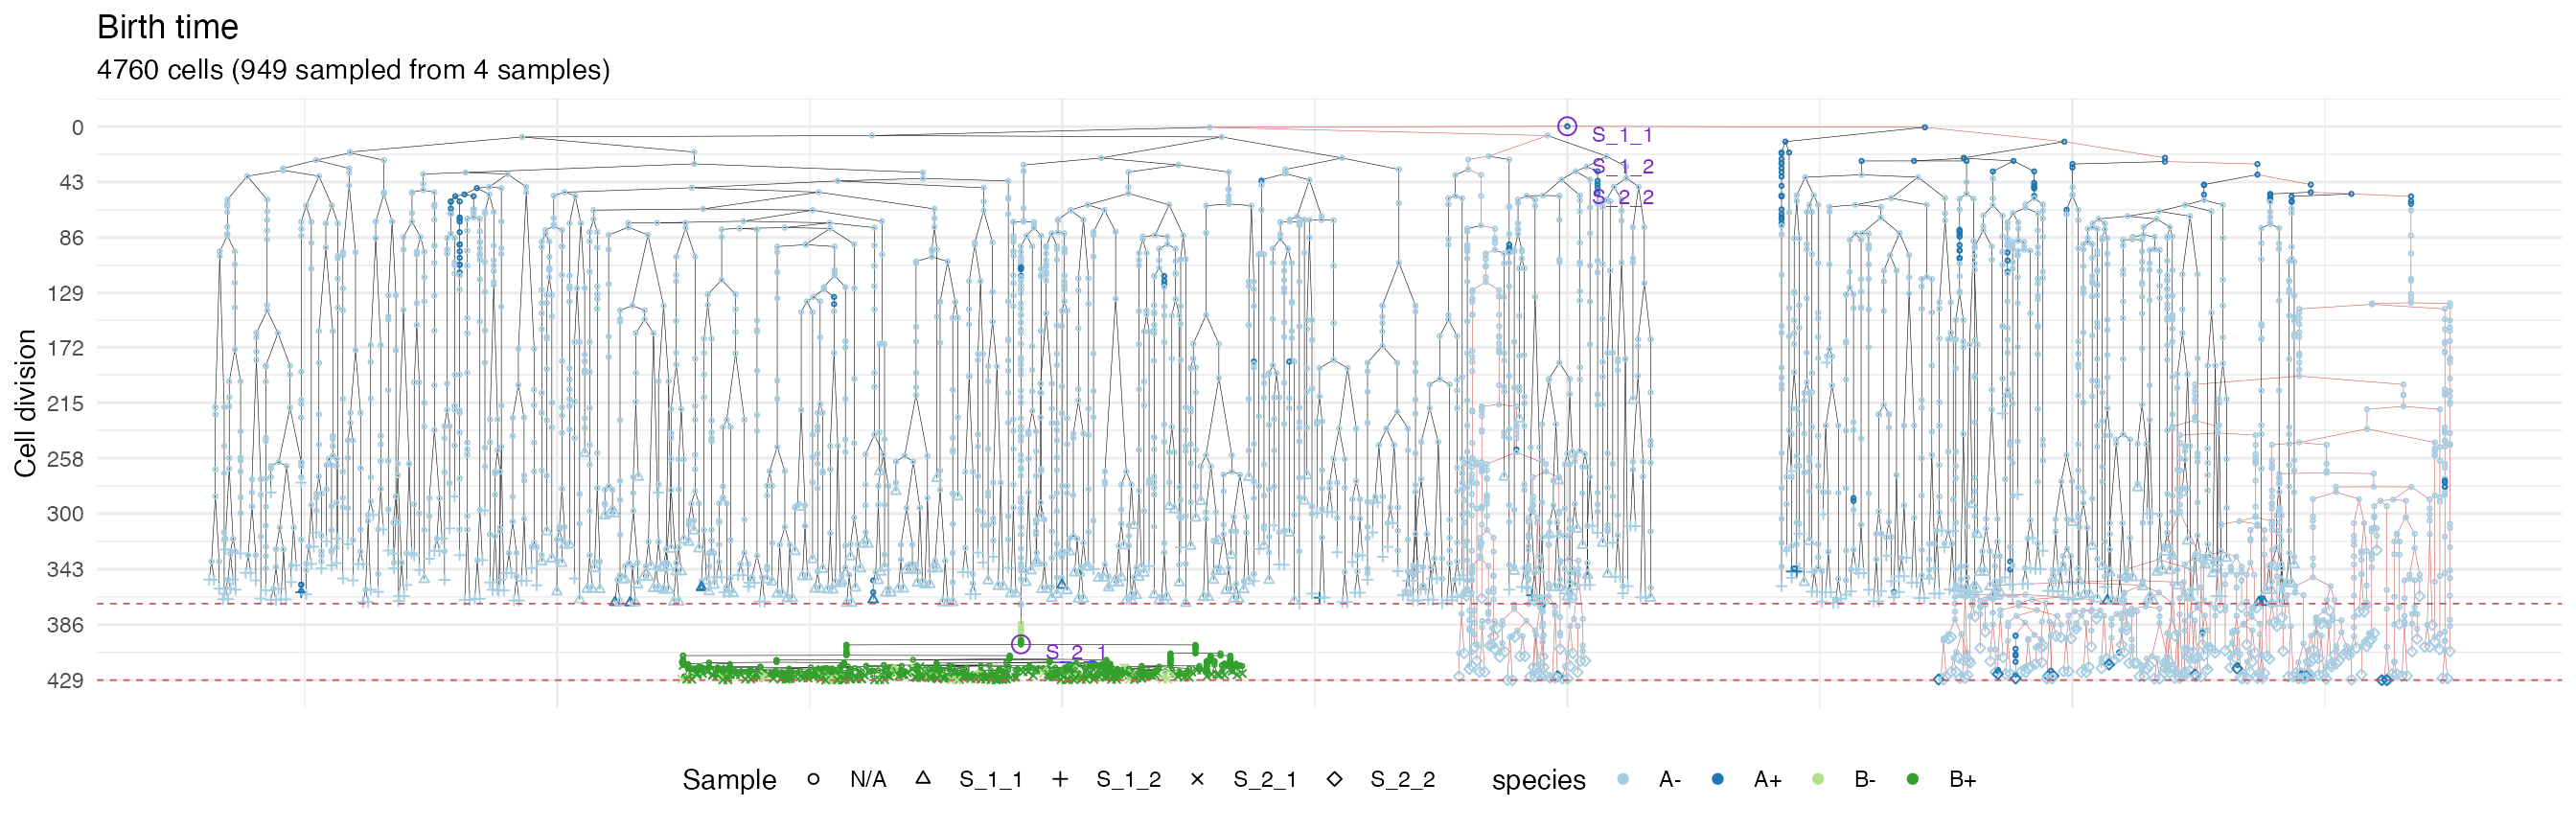 Birth time
4760 cells (949 sampled from 4 samples)
Cell division
0
43
86
129
172
215
258
300
343
386
429
S_1_1
S_1_2
S_2_2
S_2_1
Sample N/A S_1_1 S_1_2 S_2_1 S_2_2 species A- A+ B- B+